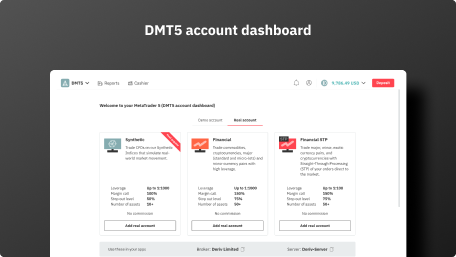 DMT5 account dashboard
DMT5 Reports Cashier 9,786.49 USD Deposit
Welcome to your MetaTrader 5 (DMT5 account dashboard)
Demo account Real account
Synthetic
Trade CFDs on our Synthetic
Indices that simulate real-
world market movement.
Leverage Up to 1:1000
Margin call 150%
Stop out level 50%
Number of assets 10+
No commission
Add real account
Financial
Trade commodities,
cryptocurrencies, major
(standard and micro-lots) and
minor currency pairs with
high leverage.
Leverage Up to 1:1000
Margin call 150%
Stop out level 75%
Number of assets 50+
No commission
Add real account
Financial STP
Trade major, minor, exotic
currency pairs, and
cryptocurrencies with
Straight-Through Processing
(STP) of your orders direct to
the market.
Leverage Up to 1:100
Margin call 150%
Stop out level 75%
Number of assets 50+
No commission
Add real account
Use these in your apps Broker: Deriv Limited Server: Deriv-Server